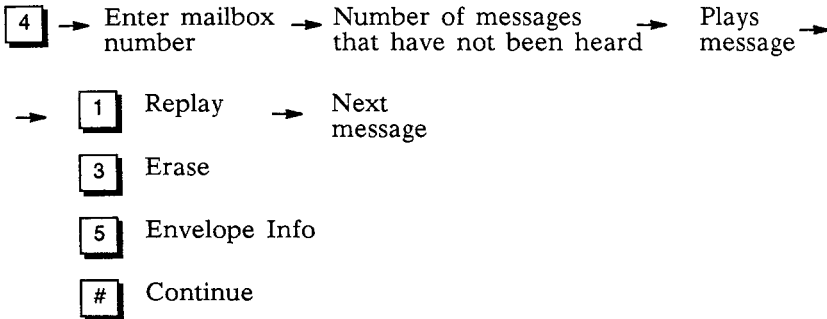 4 → Enter mailbox number → Number of messages that have not been heard → Plays message →
→ 1 Replay → Next message
3 Erase
5 Envelope Info
# Continue